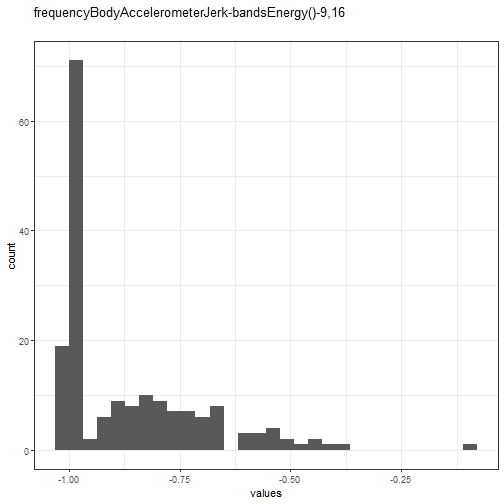 frequencyBodyAccelerometerJerk-bandsEnergy()-9,16
60
40
20
0
count
-1.00 -0.75 -0.50 -0.25
values